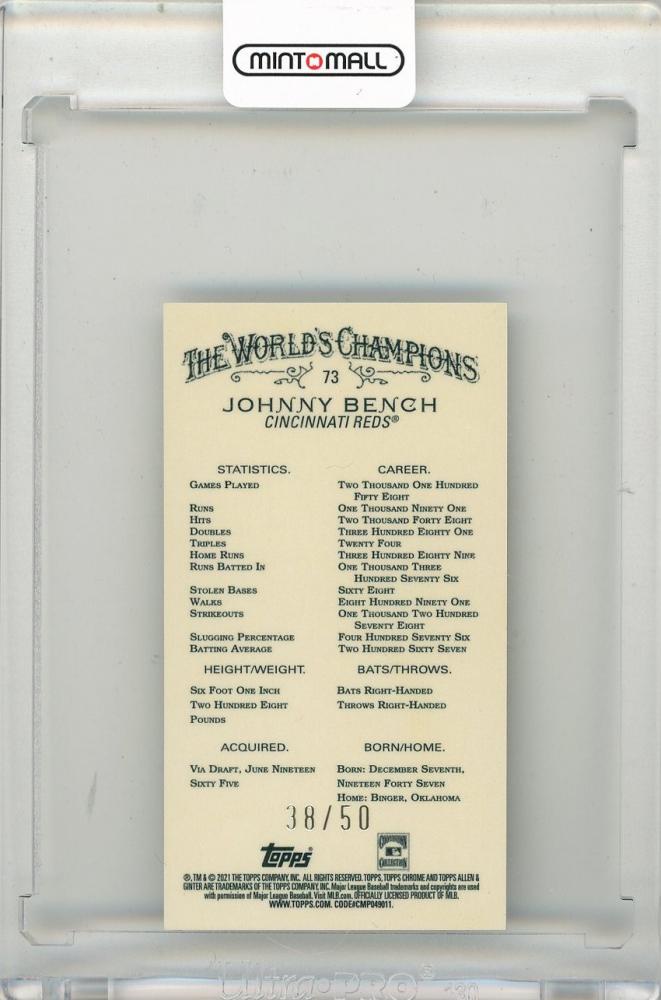 MINTMALL
THE WORLD'S CHAMPIONS
73
JOHNNY BENCH
CINCINNATI REDS®
STATISTICS. CAREER.
GAMES PLAYED TWO THOUSAND ONE HUNDRED
FIFTY EIGHT
RUNS ONE THOUSAND NINETY ONE
HITS TWO THOUSAND FORTY EIGHT
DOUBLES THREE HUNDRED EIGHTY ONE
TRIPLES TWENTY FOUR
HOME RUNS THREE HUNDRED EIGHTY NINE
RUNS BATTED IN ONE THOUSAND THREE
HUNDRED SEVENTY SIX
STOLEN BASES SIXTY EIGHT
WALKS EIGHT HUNDRED NINETY ONE
STRIKEOUTS ONE THOUSAND TWO HUNDRED
SEVENTY EIGHT
SLUGGING PERCENTAGE FOUR HUNDRED SEVENTY SIX
BATTING AVERAGE TWO HUNDRED SIXTY SEVEN
HEIGHT/WEIGHT. BATS/THROWS.
SIX FOOT ONE INCH BATS RIGHT-HANDED
TWO HUNDRED EIGHT THROWS RIGHT-HANDED
POUNDS
ACQUIRED. BORN/HOME.
VIA DRAFT, JUNE NINETEEN BORN: DECEMBER SEVENTH,
SIXTY FIVE NINETEEN FORTY SEVEN
HOME: BINGER, OKLAHOMA
38/50
topps COOPERSTOWN
COLLECTION
®, TM & © 2021 THE TOPPS COMPANY, INC. ALL RIGHTS RESERVED. TOPPS, TOPPS CHROME AND TOPPS ALLEN &
GINTER ARE TRADEMARKS OF THE TOPPS COMPANY, INC. Major League Baseball trademarks and copyrights are used
with permission of Major League Baseball. Visit MLB.com. OFFICIALLY LICENSED PRODUCT OF MLB.
WWW.TOPPS.COM. CODE#CMP049011.
Ultra•PRO® 130